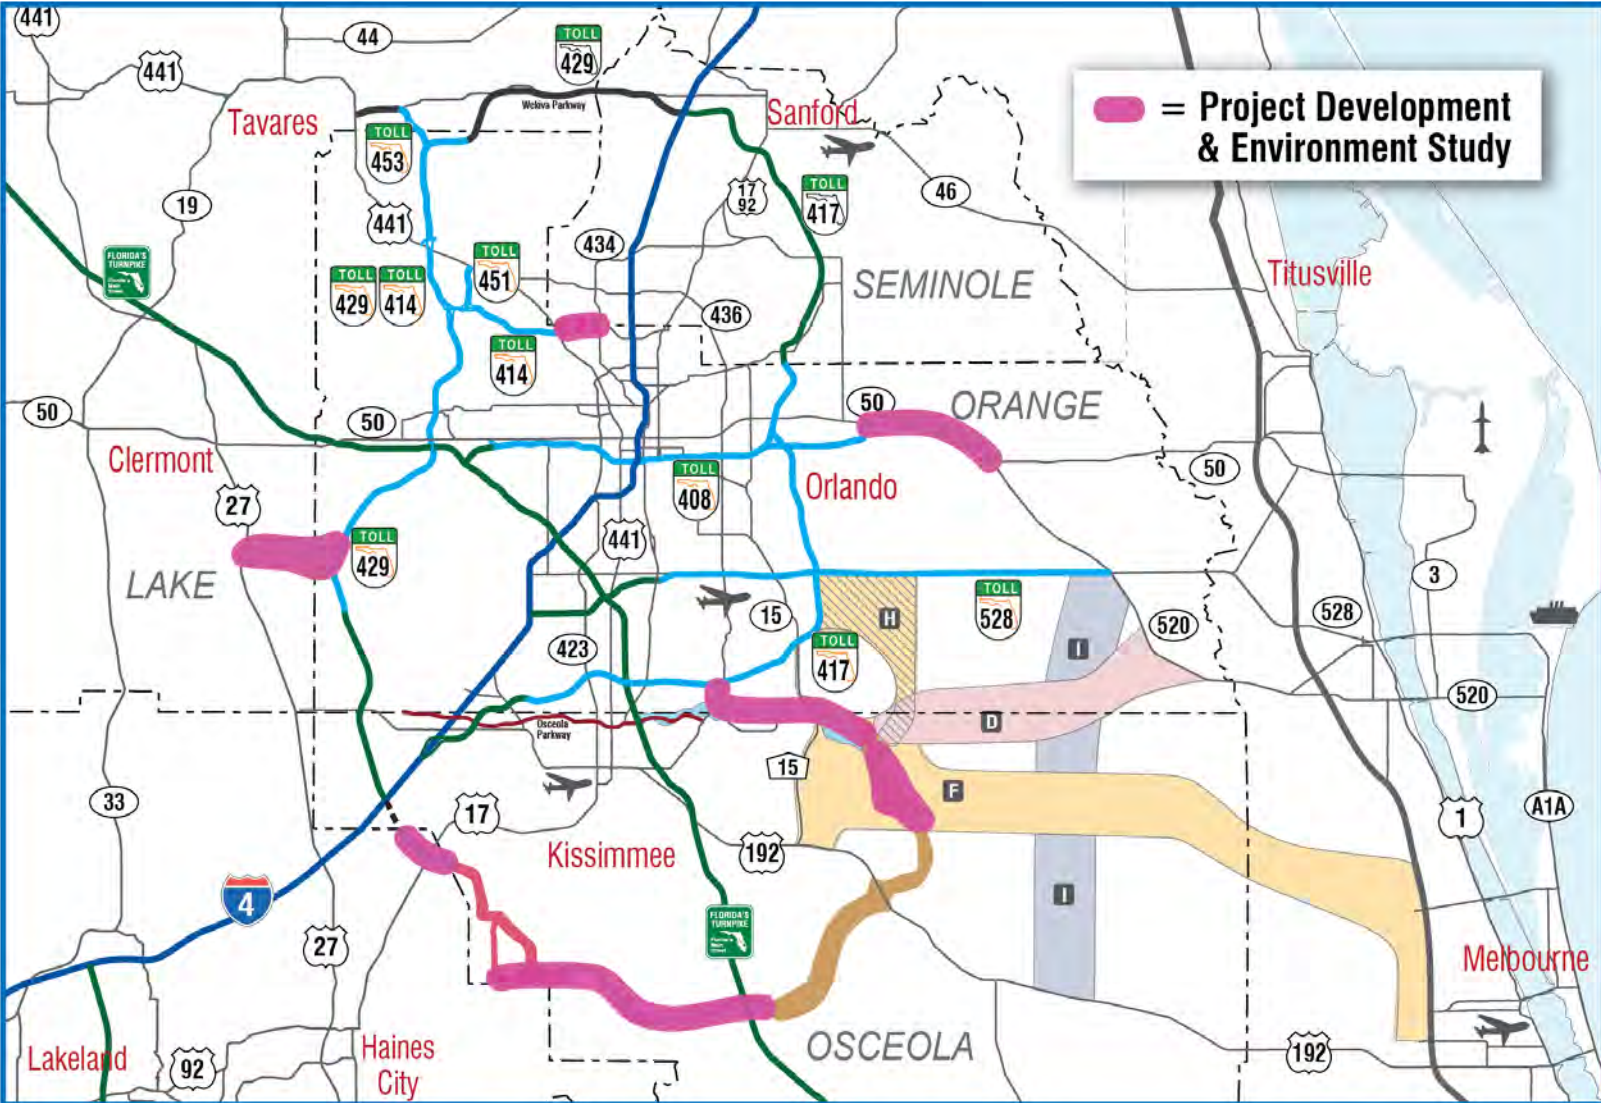 441
44
441
TOLL
429
Wekiva Parkway
Tavares
Sanford
= Project Development
& Environment Study
TOLL
453
19
441
17
92
TOLL
417
46
434
FLORIDA'S
TURNPIKE
TOLL
429
TOLL
414
TOLL
451
SEMINOLE
Titusville
436
TOLL
414
50
50
50
ORANGE
Clermont
TOLL
408
Orlando
50
27
441
TOLL
429
LAKE
3
15
H
TOLL
528
520
528
423
TOLL
417
I
520
D
Osceola
Parkway
15
F
33
17
1
A1A
Kissimmee
192
4
I
FLORIDA'S
TURNPIKE
27
Melbourne
OSCEOLA
Lakeland
92
Haines
City
192